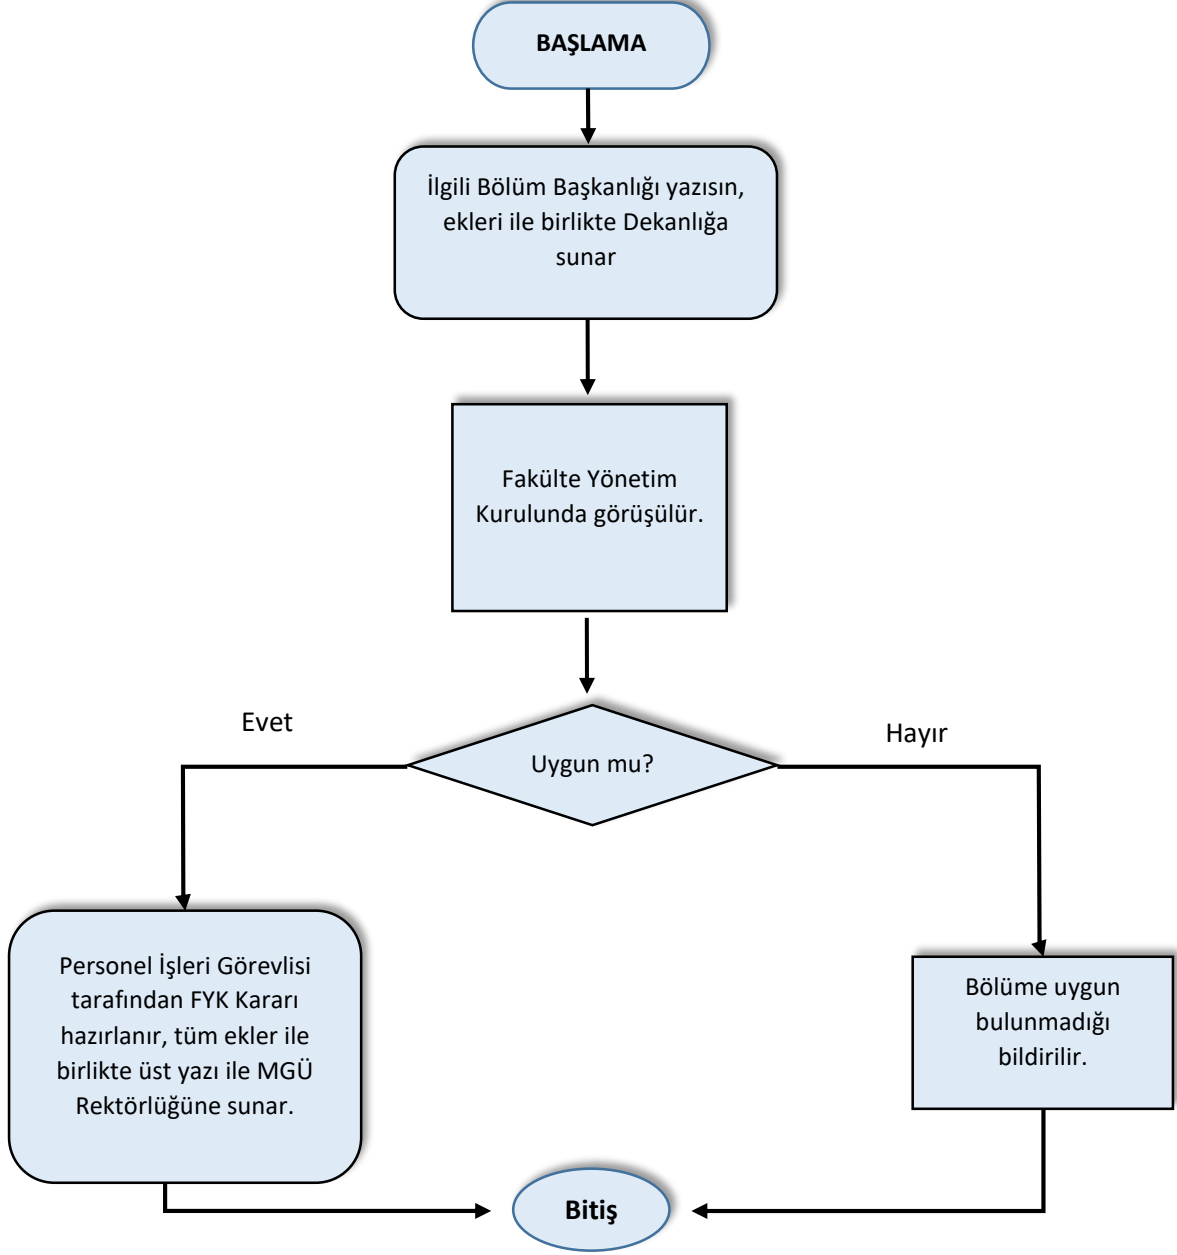 BAŞLAMA
İlgili Bölüm Başkanlığı yazısın,
ekleri ile birlikte Dekanlığa
sunar
Fakülte Yönetim
Kurulunda görüşülür.
Evet
Hayır
Uygun mu?
Personel İşleri Görevlisi
tarafından FYK Kararı
hazırlanır, tüm ekler ile
birlikte üst yazı ile MGÜ
Rektörlüğüne sunar.
Bölüme uygun
bulunmadığı
bildirilir.
Bitiş